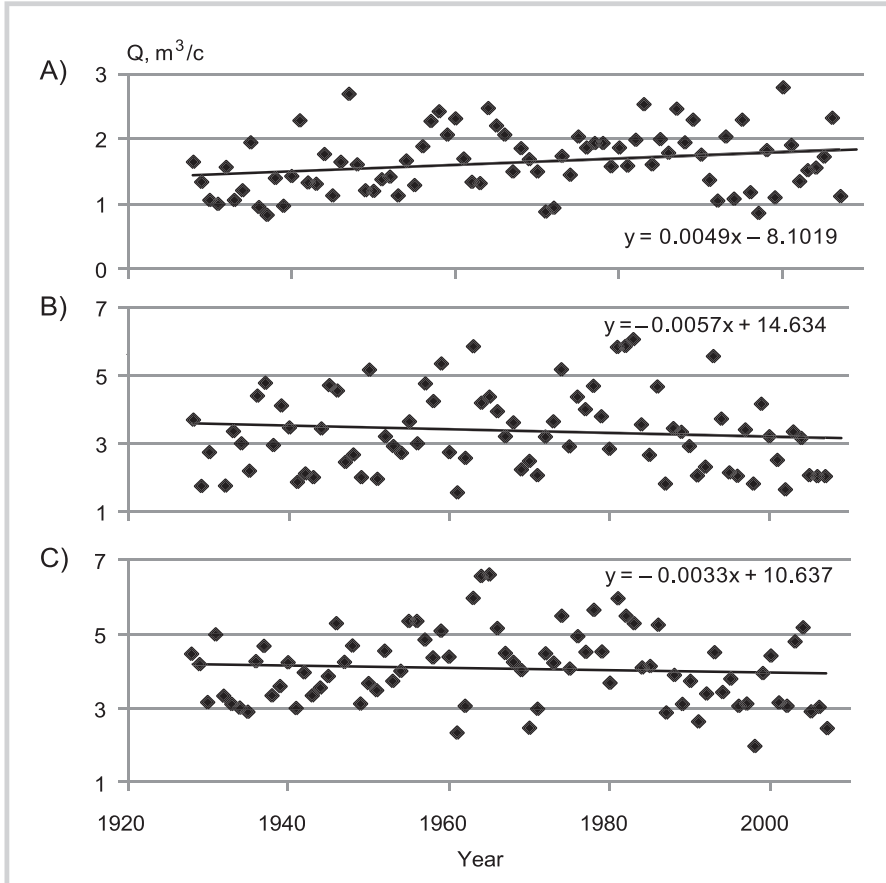 Q, m³/c
A)
3
2
1
0
y = 0.0049x – 8.1019
B)
7
5
3
1
y = –0.0057x + 14.634
C)
7
5
3
1
y = – 0.0033x + 10.637
1920 1940 1960 1980 2000
Year